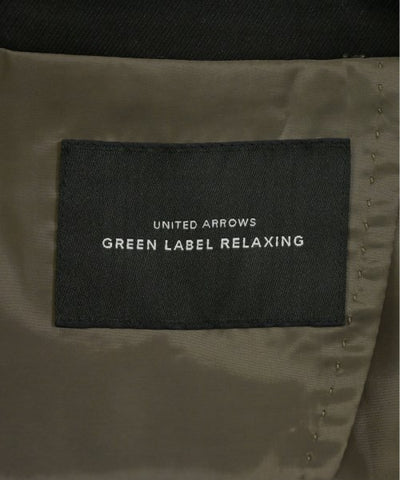 UNITED ARROWS
GREEN LABEL RELAXING